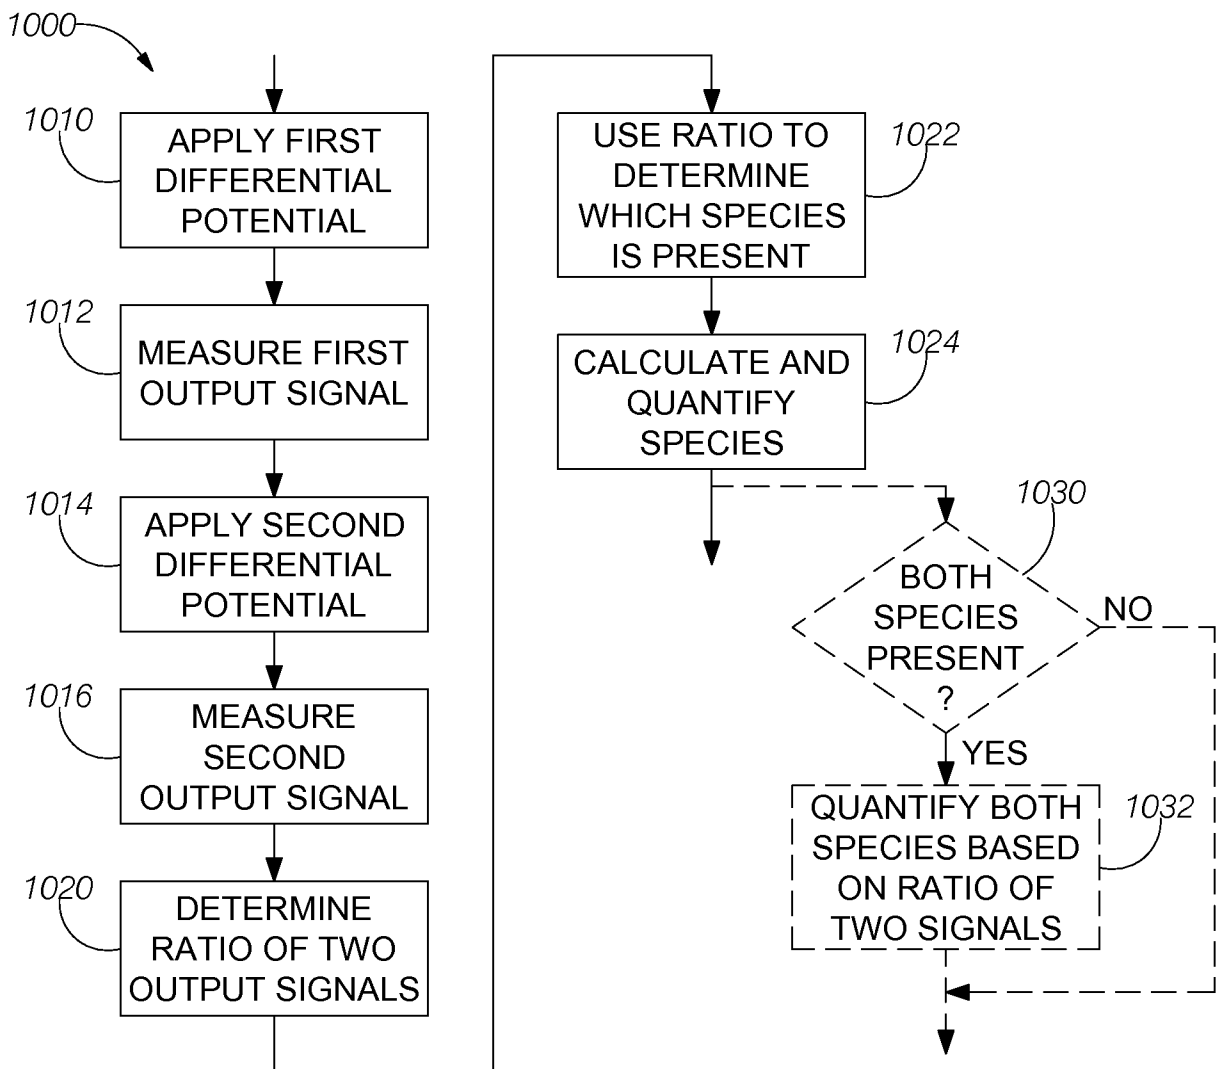 1000
1010
APPLY FIRST
DIFFERENTIAL
POTENTIAL
1012
MEASURE FIRST
OUTPUT SIGNAL
1014
APPLY SECOND
DIFFERENTIAL
POTENTIAL
1016
MEASURE
SECOND
OUTPUT SIGNAL
1020
DETERMINE
RATIO OF TWO
OUTPUT SIGNALS
1022
USE RATIO TO
DETERMINE
WHICH SPECIES
IS PRESENT
1024
CALCULATE AND
QUANTIFY
SPECIES
1030
BOTH
SPECIES
PRESENT
?
NO
YES
1032
QUANTIFY BOTH
SPECIES BASED
ON RATIO OF
TWO SIGNALS